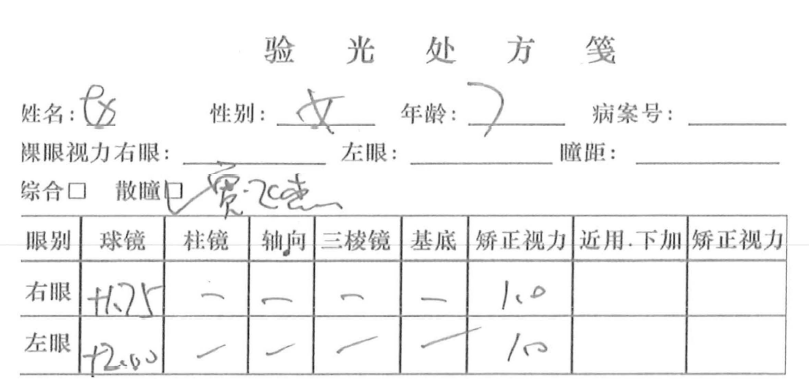 验光处方笺
姓名: 性别: 女 年龄: 7 病案号:
裸眼视力右眼: 左眼: 瞳距:
综合□ 散瞳☑
眼别 球镜 柱镜 轴向 三棱镜 基底 矫正视力 近用.下加 矫正视力
右眼 +1.75 — — — — 1.0
左眼 +2.00 — — — — 1.0